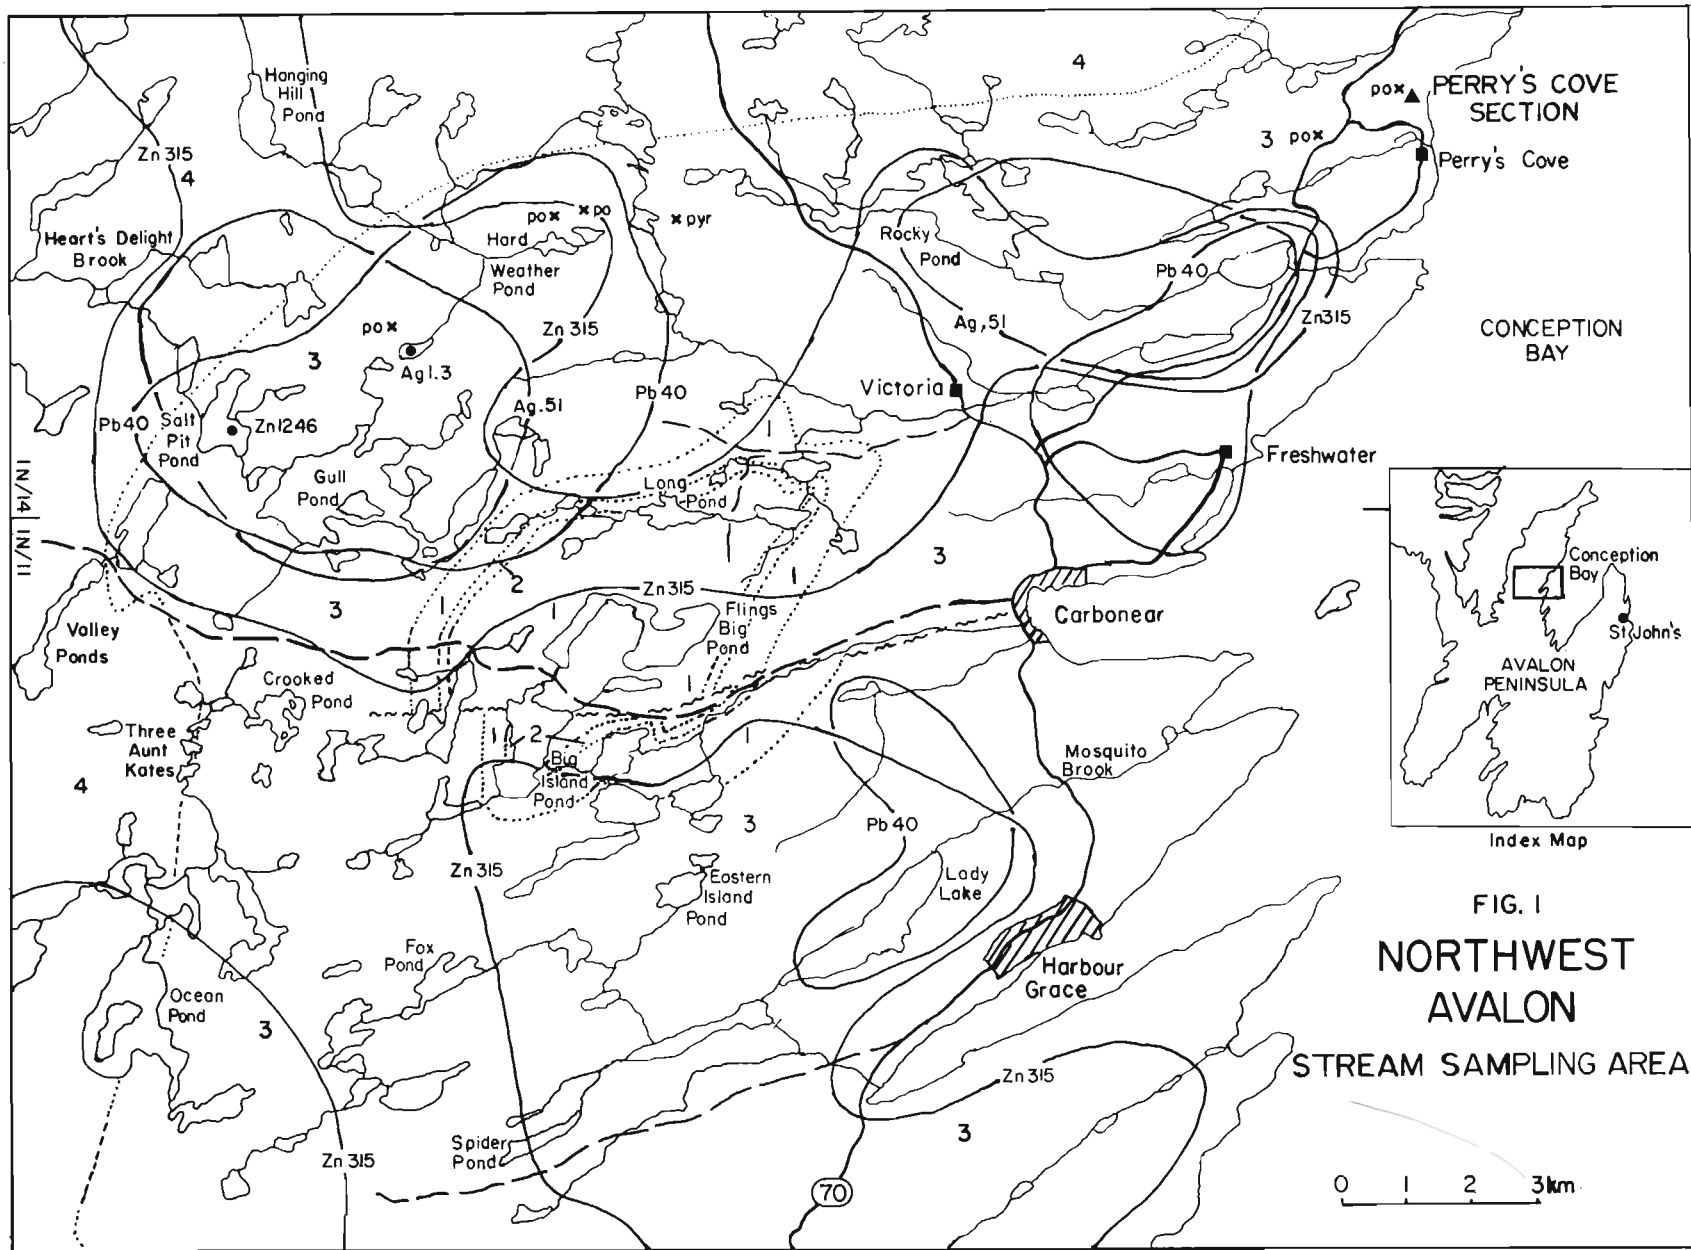 4
pox
PERRY'S COVE
SECTION
3
pox
Perry's Cove
Hanging
Hill
Pond
Zn 315
4
Heart's Delight
Brook
pox
xpo
xpyr
Hard
Weather
Pond
Rocky
Pond
Pb 40
Zn315
Ag,51
CONCEPTION
BAY
pox
3
Ag1.3
Zn 315
Pb 40
Victoria
Ag.51
Pb 40
Salt
Pit
Pond
Zn1246
1
Freshwater
Gull
Pond
Long
Pond
1N/14
1N/11
3
1
1
2
Zn 315
3
1
1
Flings
Big
Pond
Carbonear
Valley
Ponds
Crooked
Pond
1
Three
Aunt
Kates
1
2
1
Big
Island
Pond
4
Mosquito
Brook
3
Pb 40
Zn 315
Eastern
Island
Pond
Lady
Lake
Fox
Pond
Harbour
Grace
Ocean
Pond
3
Zn 315
Zn 315
Spider
Pond
3
70
Conception
Bay
St. John's
AVALON
PENINSULA
Index Map
FIG. 1
NORTHWEST
AVALON
STREAM SAMPLING AREA
0 1 2 3km